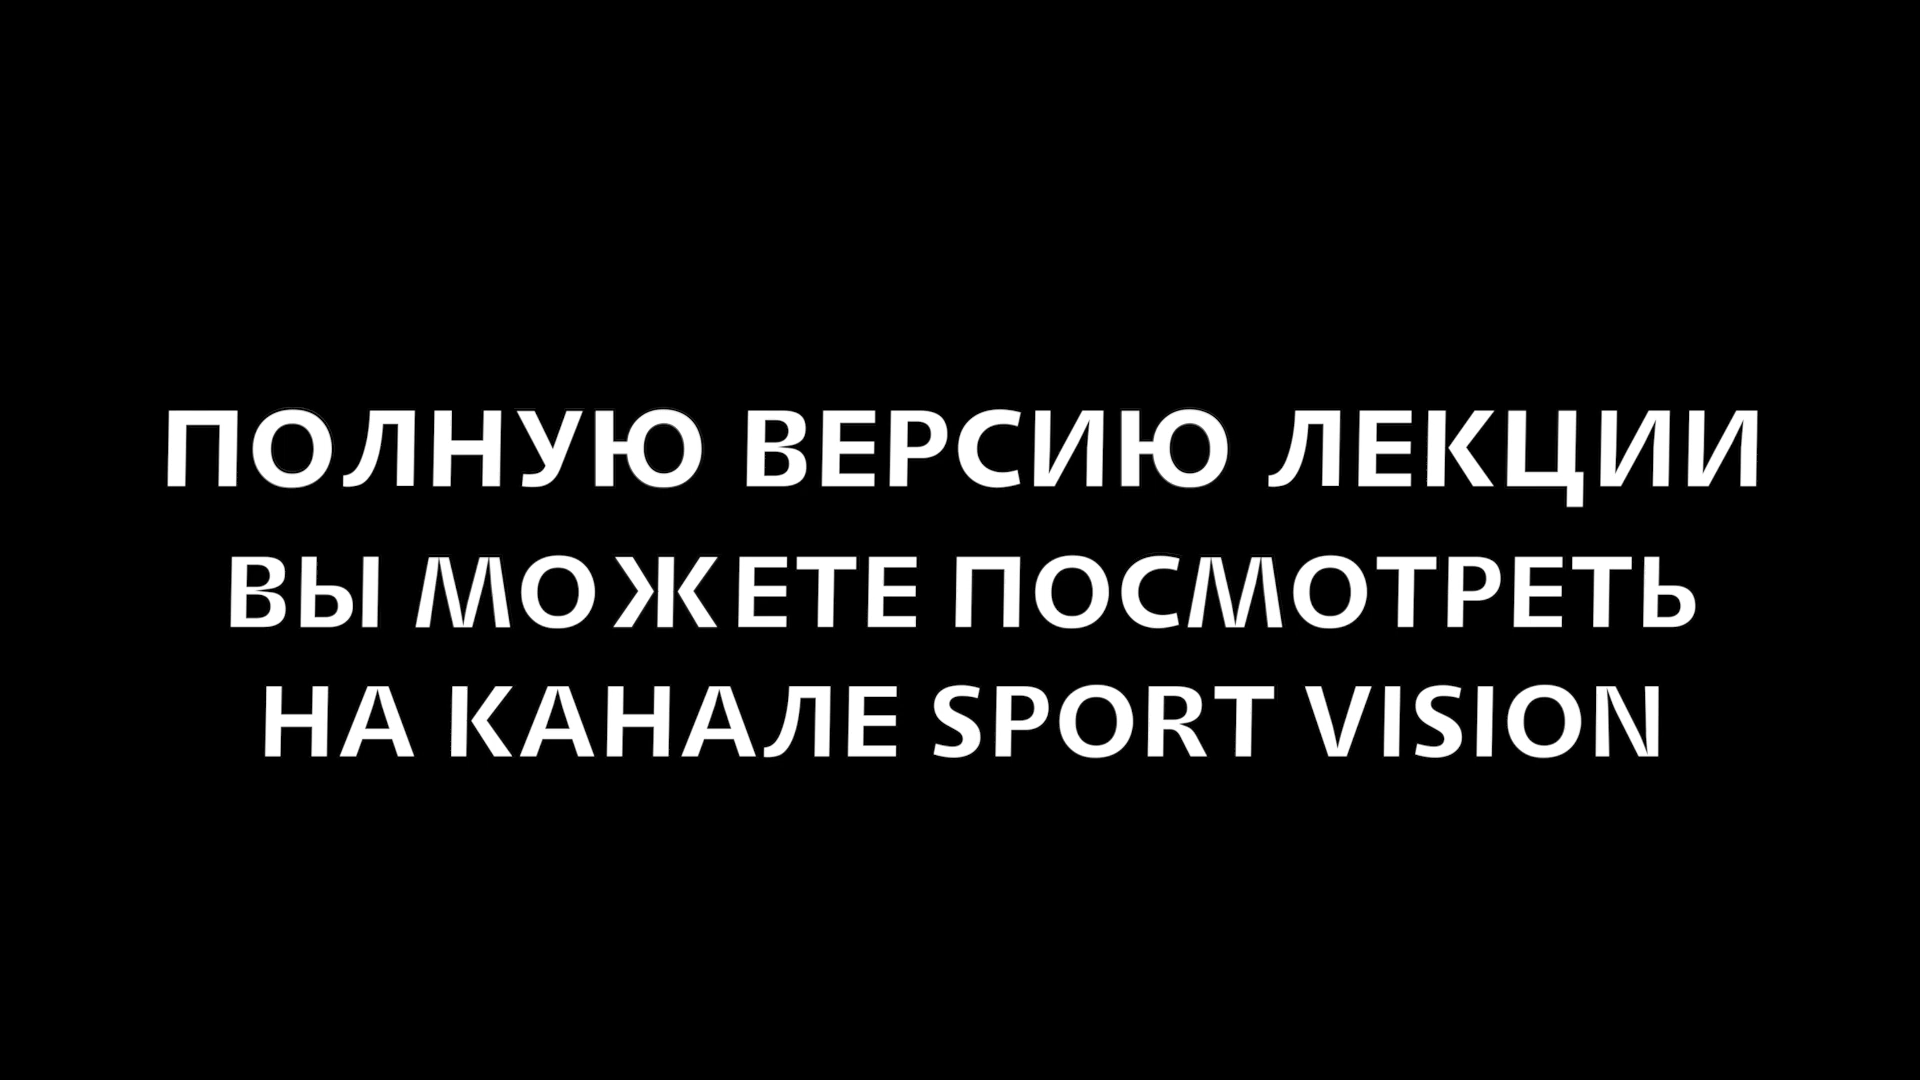 ПОЛНУЮ ВЕРСИЮ ЛЕКЦИИ
ВЫ МОЖЕТЕ ПОСМОТРЕТЬ
НА КАНАЛЕ SPORT VISION